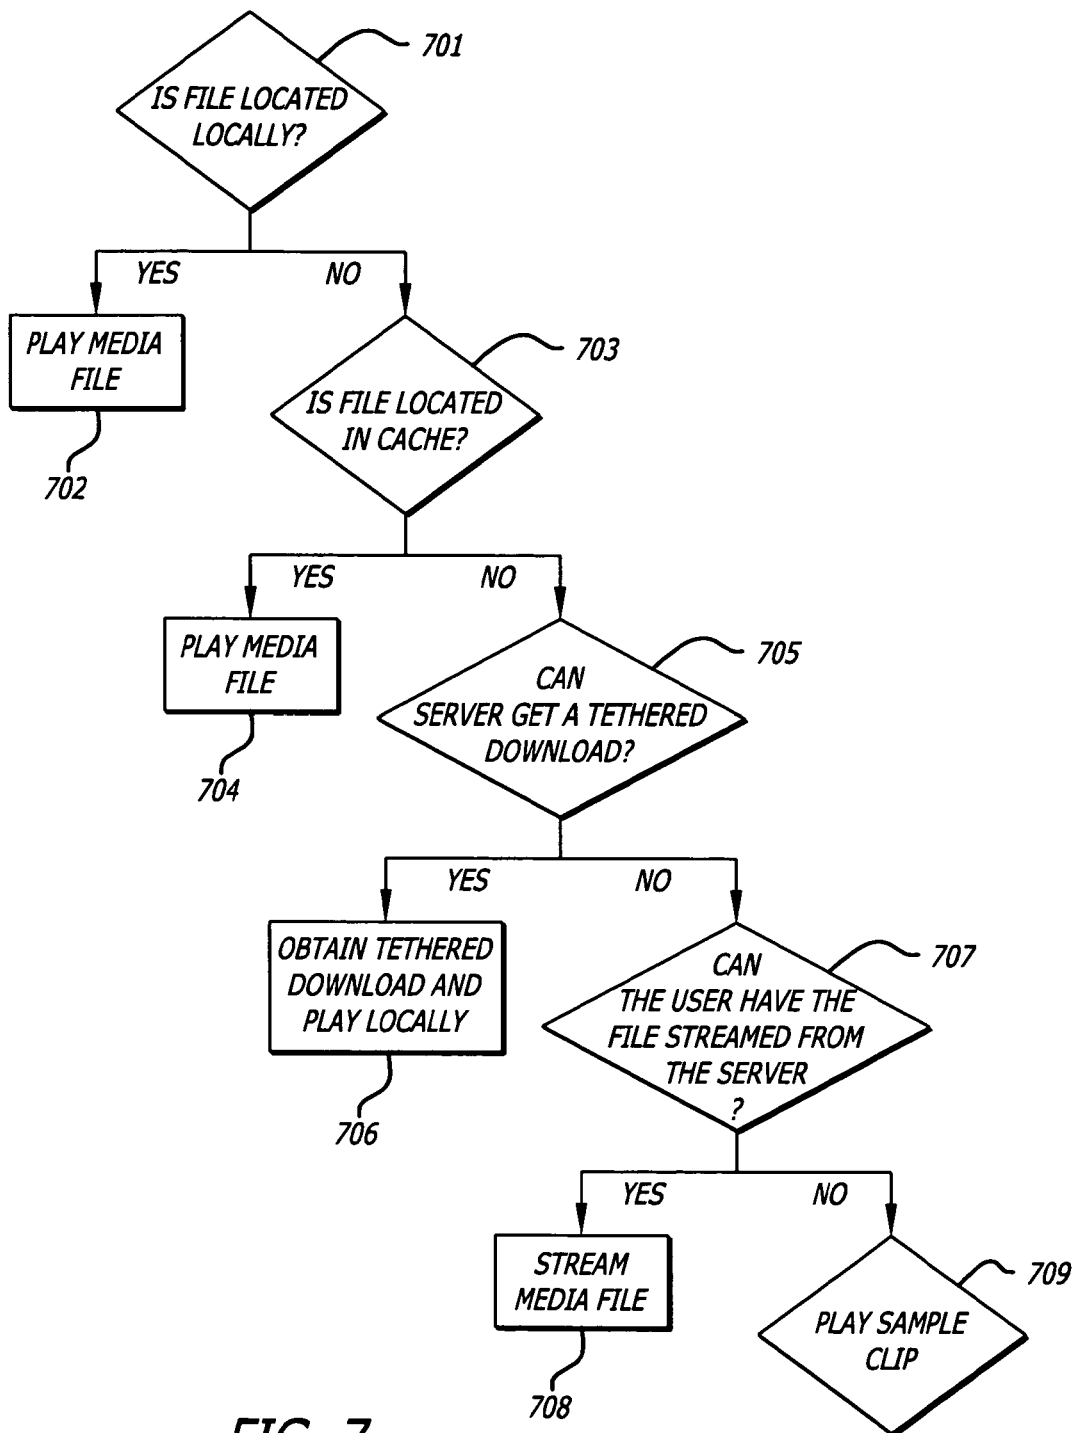 701
IS FILE LOCATED
LOCALLY?
YES
NO
PLAY MEDIA
FILE
702
703
IS FILE LOCATED
IN CACHE?
YES
NO
PLAY MEDIA
FILE
704
705
CAN
SERVER GET A TETHERED
DOWNLOAD?
YES
NO
OBTAIN TETHERED
DOWNLOAD AND
PLAY LOCALLY
706
707
CAN
THE USER HAVE THE
FILE STREAMED FROM
THE SERVER
?
YES
NO
STREAM
MEDIA FILE
708
709
PLAY SAMPLE
CLIP
FIG. 7